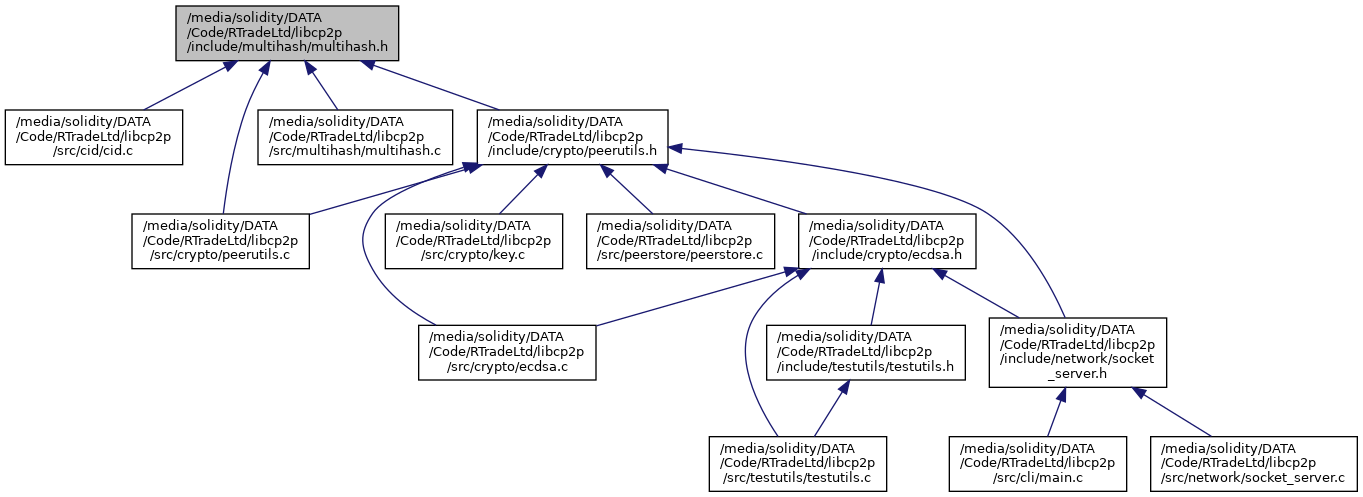 /media/solidity/DATA
/Code/RTradeLtd/libcp2p
/include/multihash/multihash.h
/media/solidity/DATA
/Code/RTradeLtd/libcp2p
/src/cid/cid.c
/media/solidity/DATA
/Code/RTradeLtd/libcp2p
/src/multihash/multihash.c
/media/solidity/DATA
/Code/RTradeLtd/libcp2p
/include/crypto/peerutils.h
/media/solidity/DATA
/Code/RTradeLtd/libcp2p
/src/crypto/peerutils.c
/media/solidity/DATA
/Code/RTradeLtd/libcp2p
/src/crypto/key.c
/media/solidity/DATA
/Code/RTradeLtd/libcp2p
/src/peerstore/peerstore.c
/media/solidity/DATA
/Code/RTradeLtd/libcp2p
/include/crypto/ecdsa.h
/media/solidity/DATA
/Code/RTradeLtd/libcp2p
/src/crypto/ecdsa.c
/media/solidity/DATA
/Code/RTradeLtd/libcp2p
/include/testutils/testutils.h
/media/solidity/DATA
/Code/RTradeLtd/libcp2p
/include/network/socket
_server.h
/media/solidity/DATA
/Code/RTradeLtd/libcp2p
/src/testutils/testutils.c
/media/solidity/DATA
/Code/RTradeLtd/libcp2p
/src/cli/main.c
/media/solidity/DATA
/Code/RTradeLtd/libcp2p
/src/network/socket_server.c